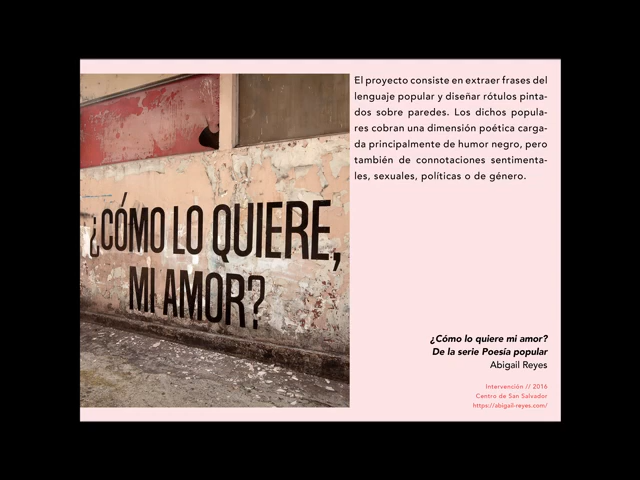 ¿CÓMO LO QUIERE,
MI AMOR?
El proyecto consiste en extraer frases del
lenguaje popular y diseñar rótulos pinta-
dos sobre paredes. Los dichos popula-
res cobran una dimensión poética carga-
da principalmente de humor negro, pero
también de connotaciones sentimenta-
les, sexuales, políticas o de género.
¿Cómo lo quiere mi amor?
De la serie Poesía popular
Abigail Reyes
Intervención // 2016
Centro de San Salvador
https://abigail-reyes.com/